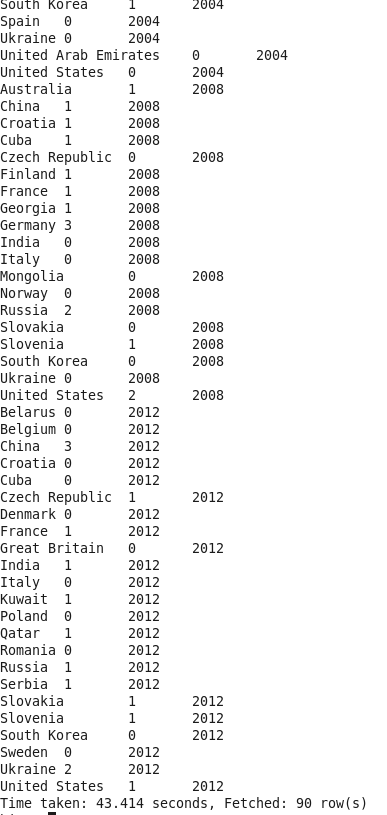 South Korea 1 2004
Spain 0 2004
Ukraine 0 2004
United Arab Emirates 0 2004
United States 0 2004
Australia 1 2008
China 1 2008
Croatia 1 2008
Cuba 1 2008
Czech Republic 0 2008
Finland 1 2008
France 1 2008
Georgia 1 2008
Germany 3 2008
India 0 2008
Italy 0 2008
Mongolia 0 2008
Norway 0 2008
Russia 2 2008
Slovakia 0 2008
Slovenia 1 2008
South Korea 0 2008
Ukraine 0 2008
United States 2 2008
Belarus 0 2012
Belgium 0 2012
China 3 2012
Croatia 0 2012
Cuba 0 2012
Czech Republic 1 2012
Denmark 0 2012
France 1 2012
Great Britain 0 2012
India 1 2012
Italy 0 2012
Kuwait 1 2012
Poland 0 2012
Qatar 1 2012
Romania 0 2012
Russia 1 2012
Serbia 1 2012
Slovakia 1 2012
Slovenia 1 2012
South Korea 0 2012
Sweden 0 2012
Ukraine 2 2012
United States 1 2012
Time taken: 43.414 seconds, Fetched: 90 row(s)